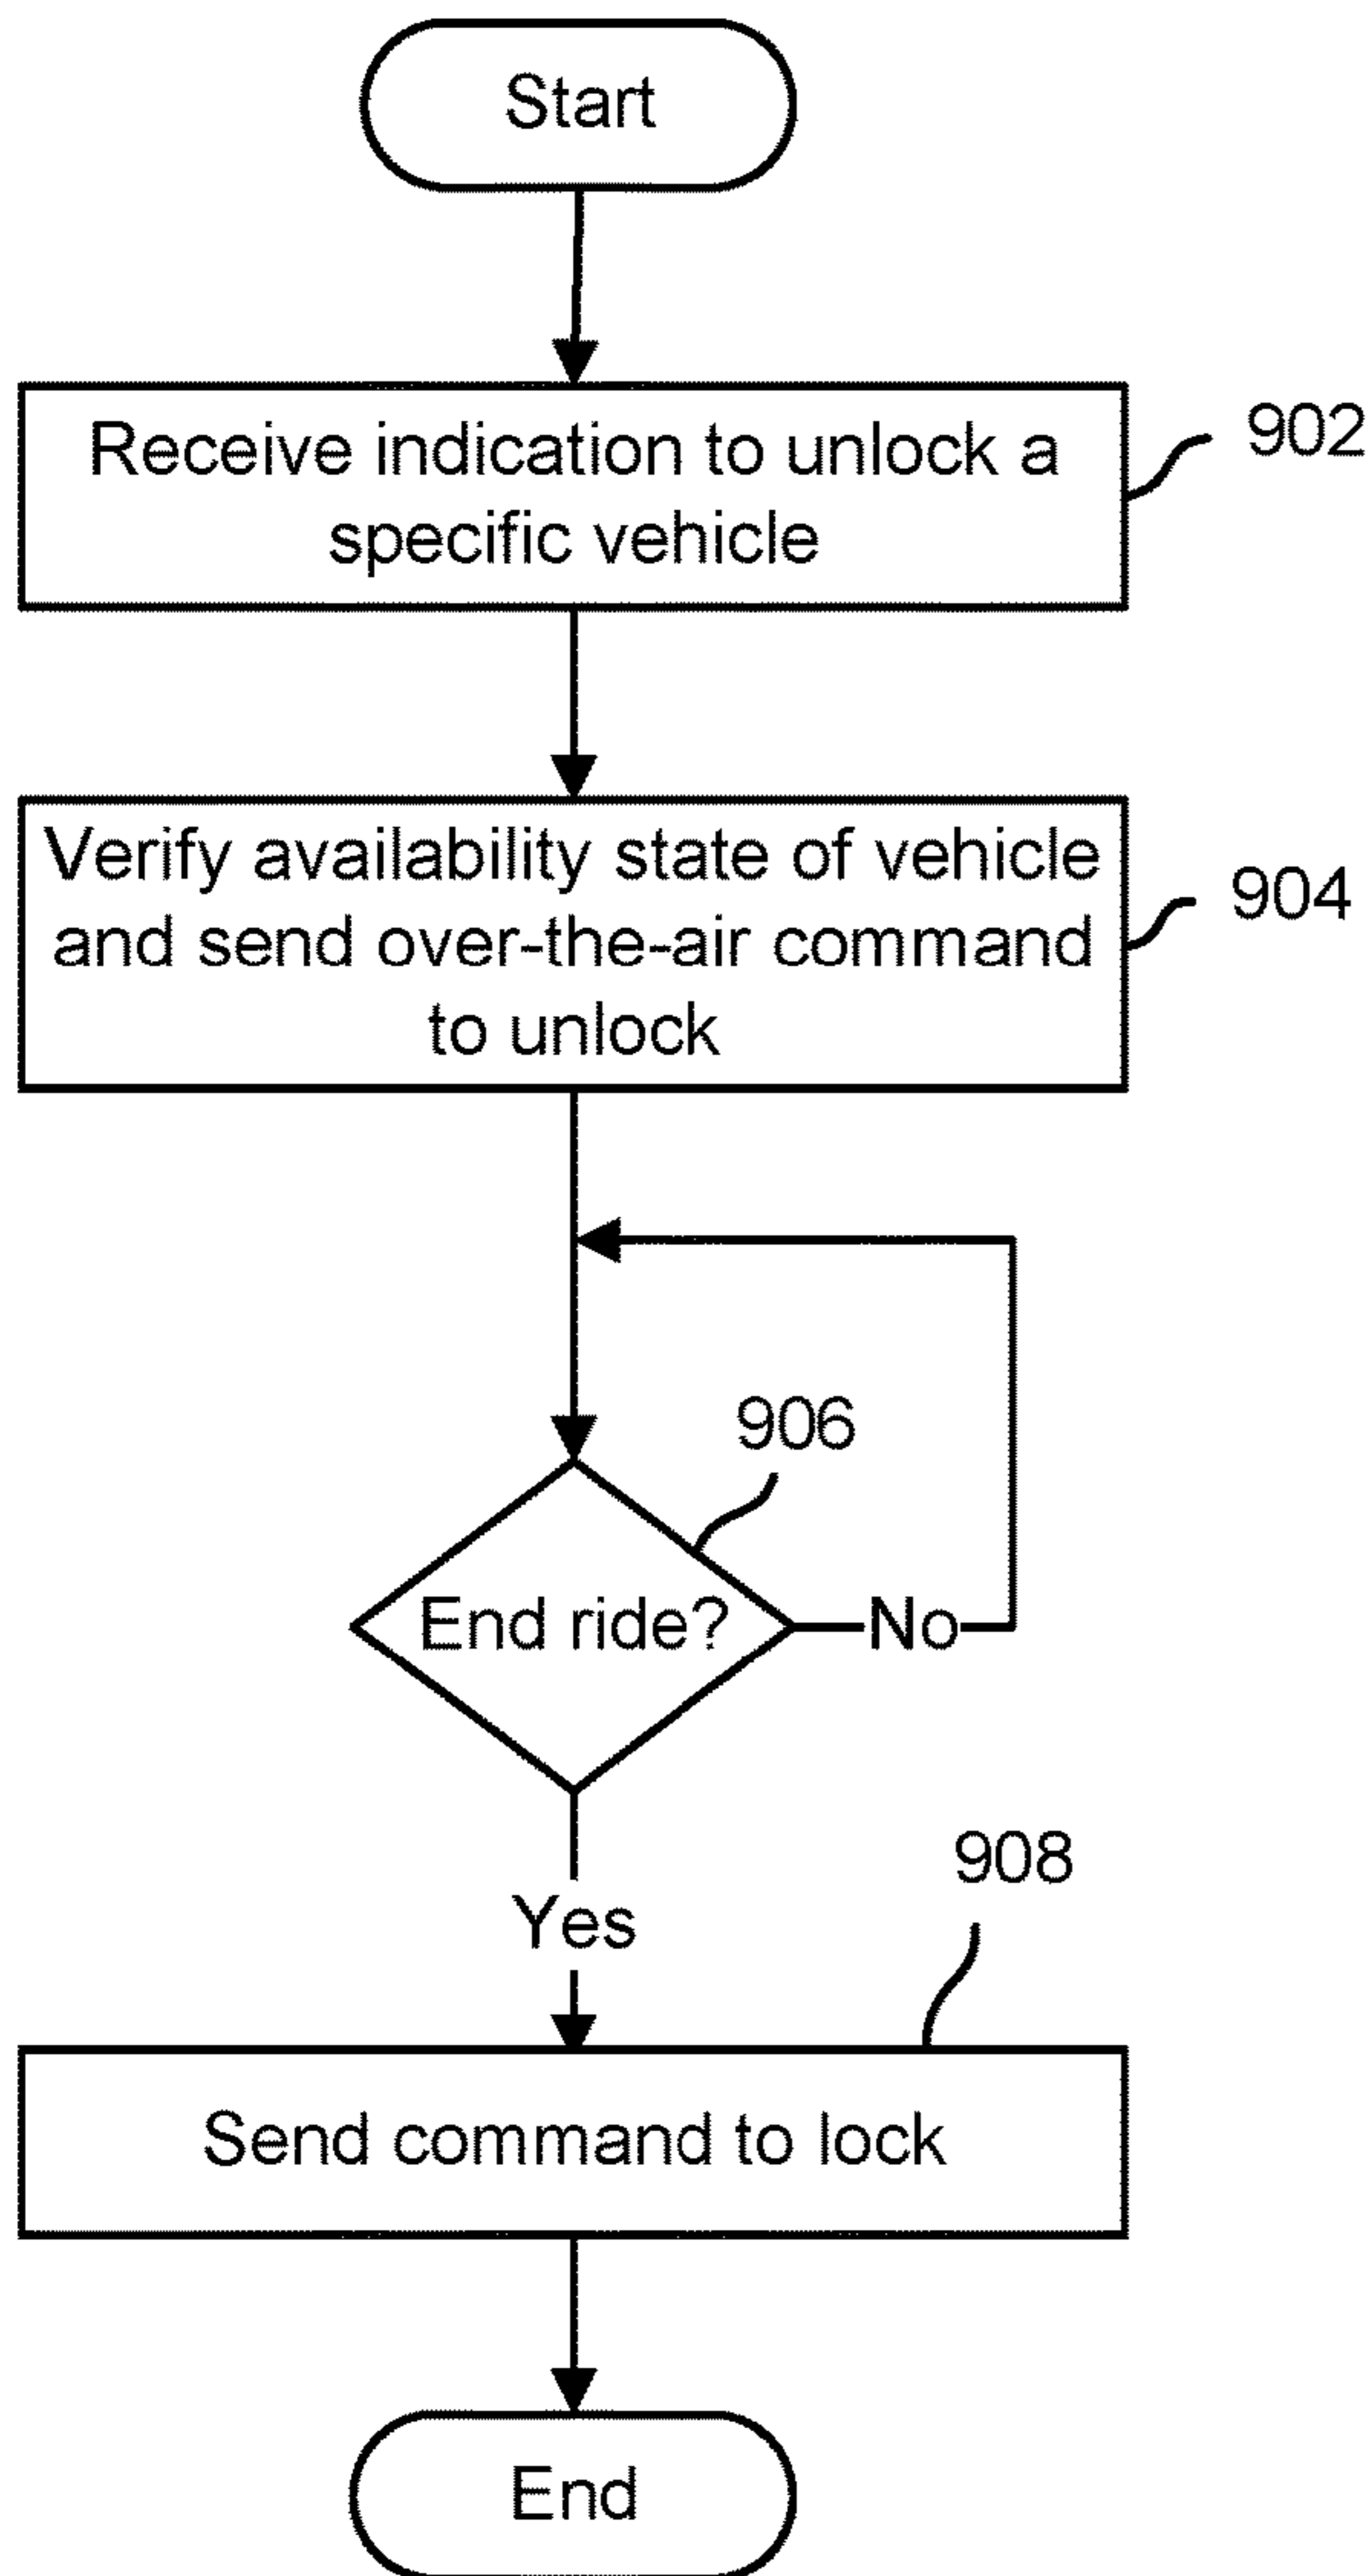 Start
Receive indication to unlock a
specific vehicle
902
Verify availability state of vehicle
and send over-the-air command
to unlock
904
906
End ride?
No
Yes
908
Send command to lock
End